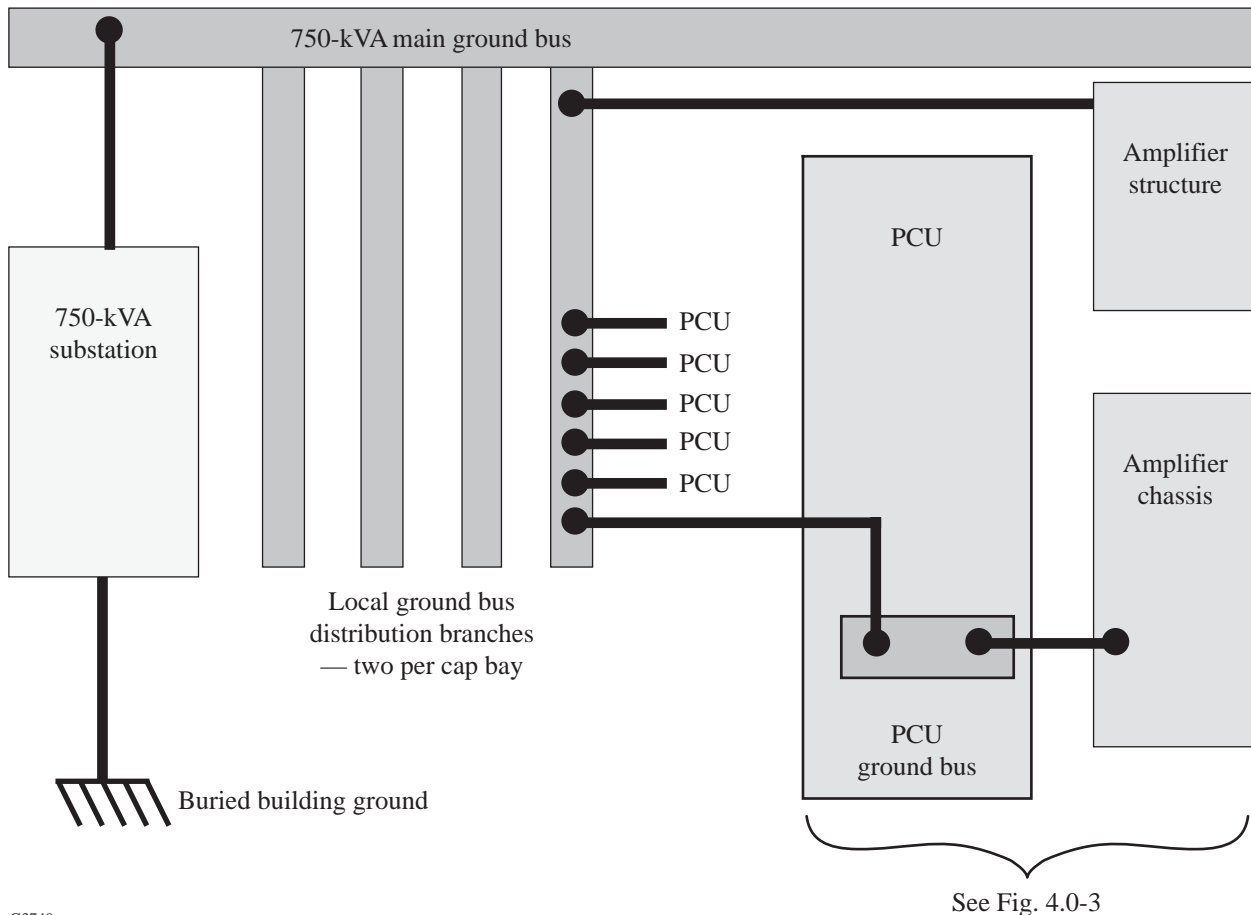 750-kVA main ground bus
Amplifier
structure
PCU
750-kVA
substation
PCU
PCU
PCU
PCU
PCU
Amplifier
chassis
Local ground bus
distribution branches
— two per cap bay
PCU
ground bus
Buried building ground
See Fig. 4.0-3